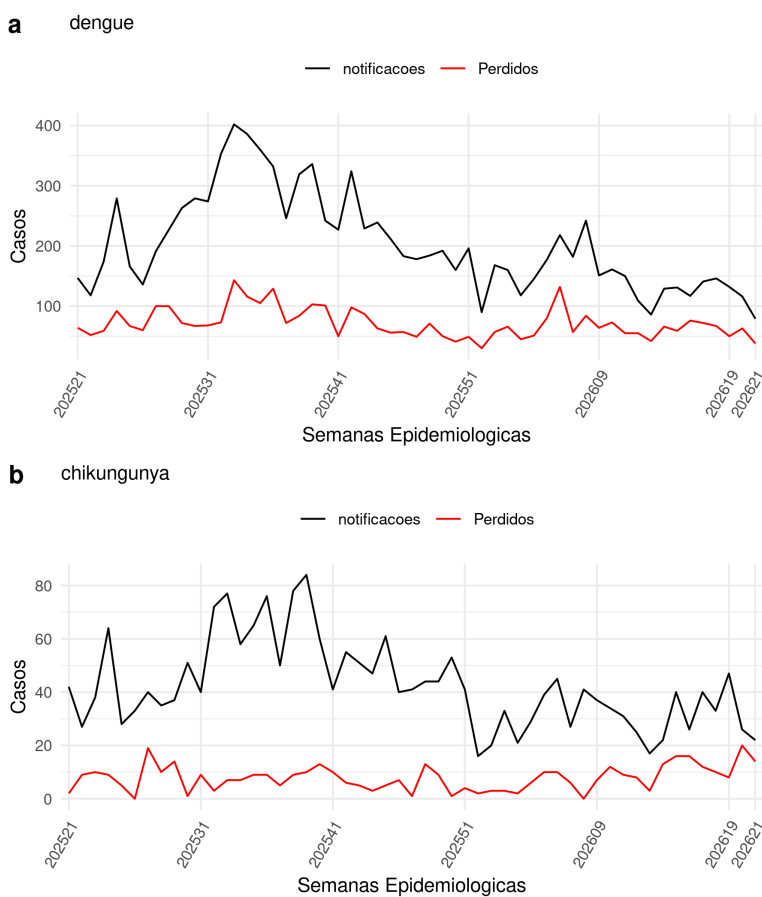 a dengue
notificacoes Perdidos
400
300
200
100
Casos
202521 202531 202541 202551 202609 202619 202621
Semanas Epidemiologicas
b chikungunya
notificacoes Perdidos
80
60
40
20
0
Casos
202521 202531 202541 202551 202609 202619 202621
Semanas Epidemiologicas